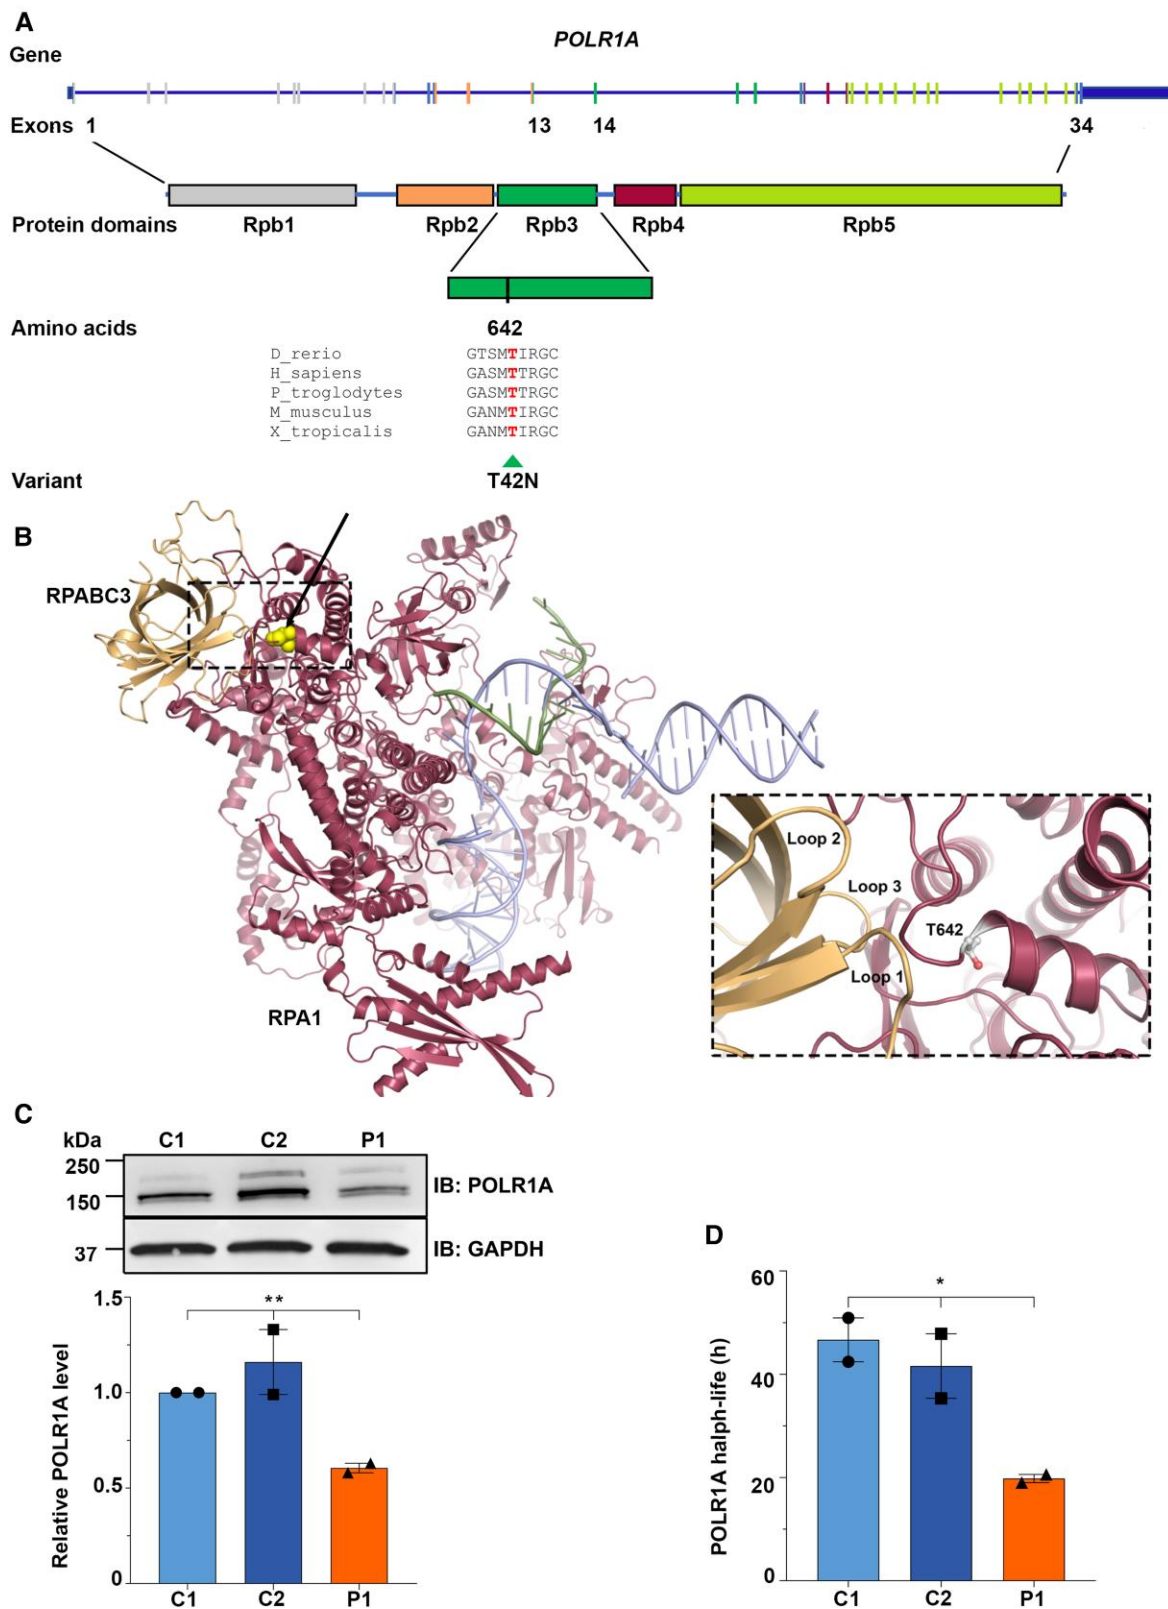 A
Gene
POLR1A
Exons 1 13 14 34
Protein domains Rpb1 Rpb2 Rpb3 Rpb4 Rpb5
Amino acids 642
D_rerio GTSMTIRGC
H_sapiens GASMTTRGC
P_troglodytes GASMTTRGC
M_musculus GANMTIRGC
X_tropicalis GANMTIRGC
Variant T42N
B
RPABC3
RPA1
Loop 2
Loop 3
T642
Loop 1
C
kDa C1 C2 P1
250
150
IB: POLR1A
37
IB: GAPDH
Relative POLR1A level
1.5
1.0
0.5
0
**
C1 C2 P1
D
POLR1A halph-life (h)
60
40
20
0
*
C1 C2 P1